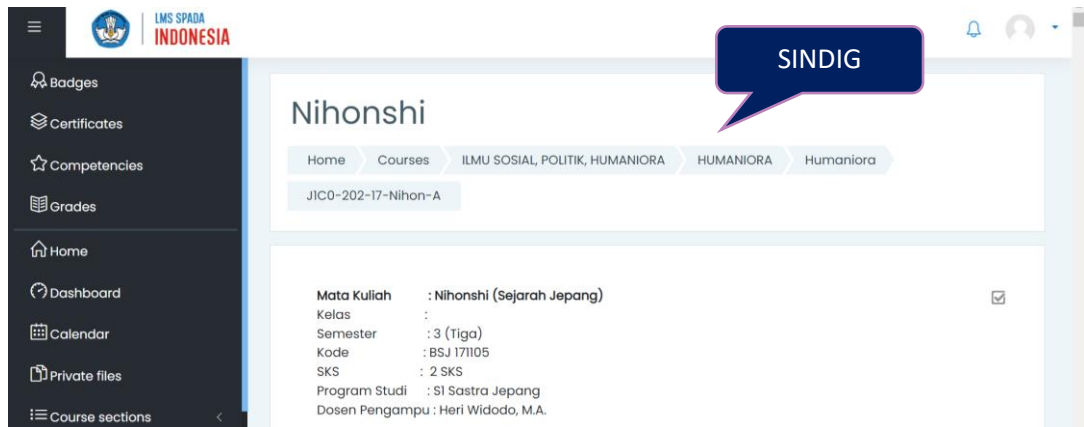 LMS SPADA
INDONESIA
SINDIG
Badges
Certificates
Competencies
Grades
Home
Dashboard
Calendar
Private files
Course sections
Nihonshi
Home Courses ILMU SOSIAL, POLITIK, HUMANIORA HUMANIORA Humaniora
J1C0-202-17-Nihon-A
Mata Kuliah : Nihonshi (Sejarah Jepang)
Kelas :
Semester : 3 (Tiga)
Kode : BSJ 171105
SKS : 2 SKS
Program Studi : S1 Sastra Jepang
Dosen Pengampu : Heri Widodo, M.A.